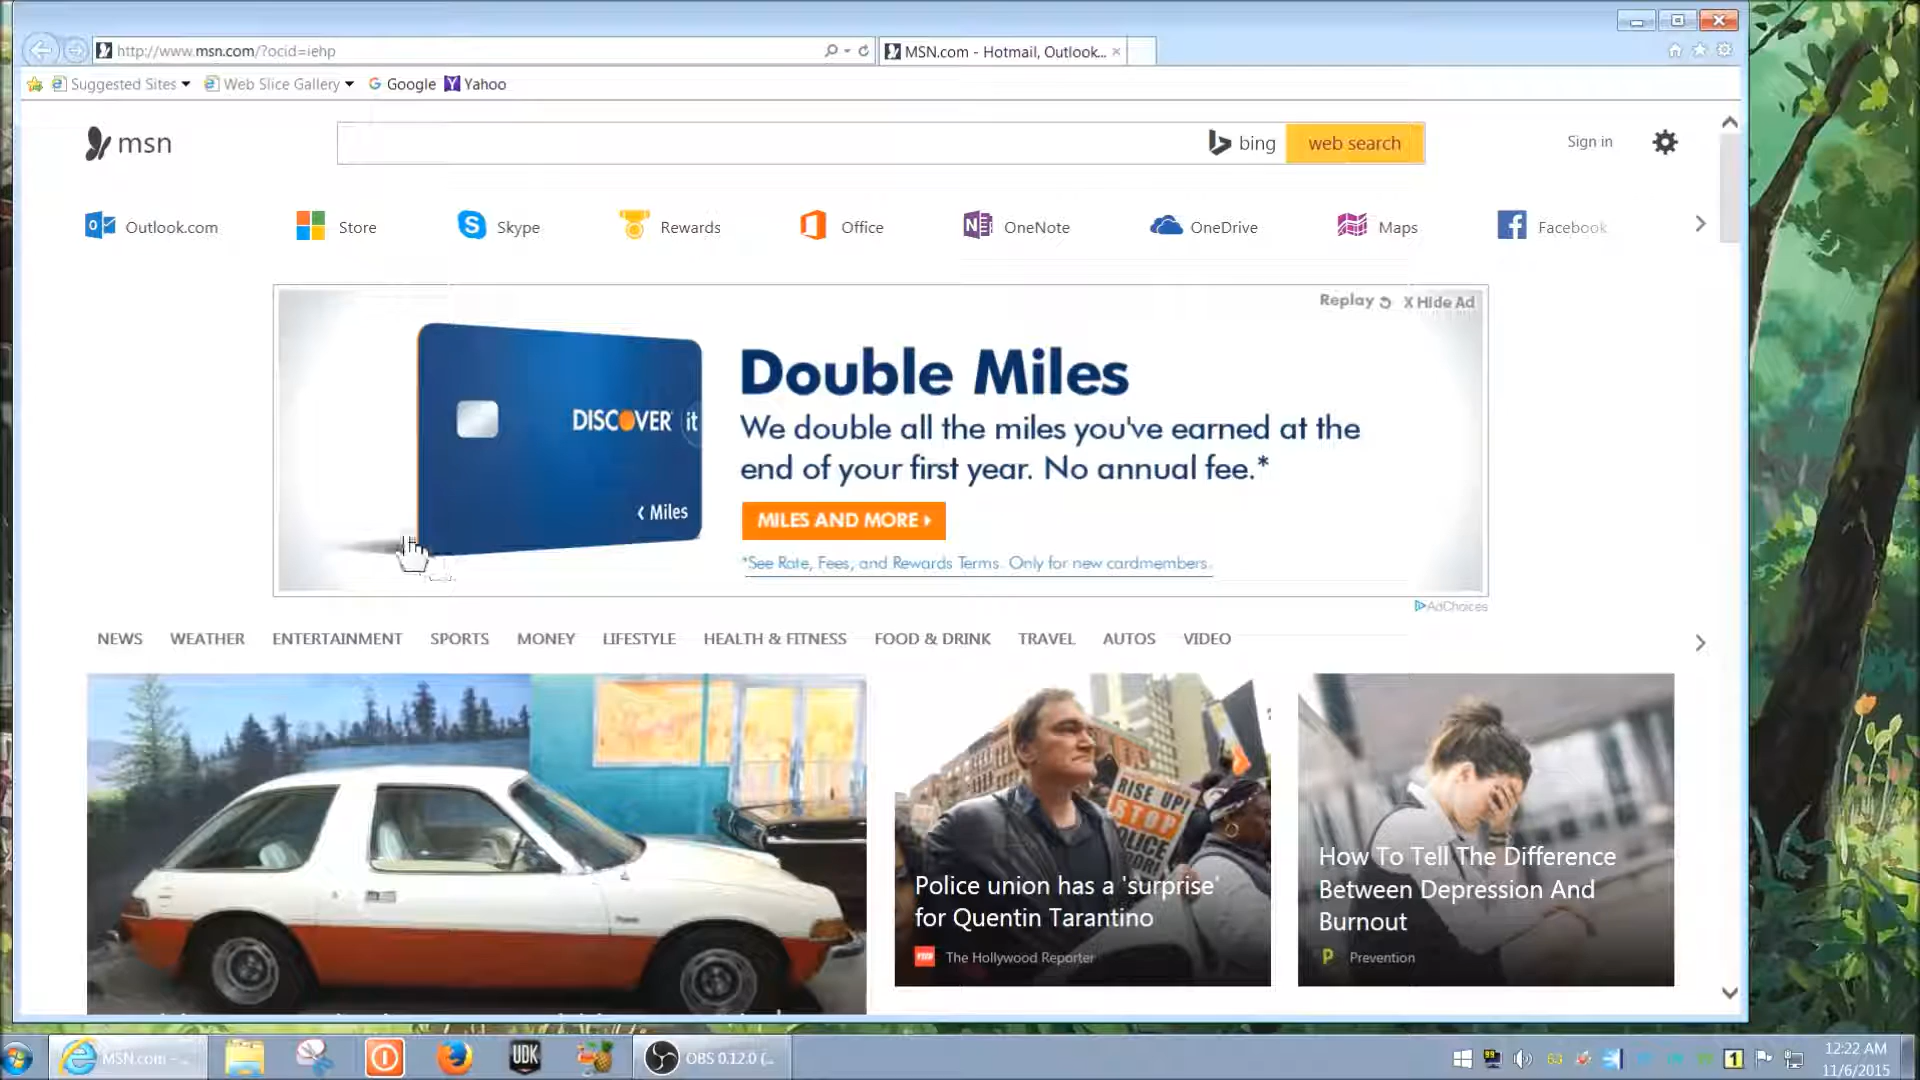 http://www.msn.com/?ocid=iehp
MSN.com - Hotmail, Outlook...
Suggested Sites
Web Slice Gallery
Google
Yahoo
msn
bing
web search
Sign in
Outlook.com
Store
Skype
Rewards
Office
OneNote
OneDrive
Maps
Facebook
Replay
X Hide Ad
DISCOVER it
Miles
Double Miles
We double all the miles you've earned at the
end of your first year. No annual fee.*
MILES AND MORE
*See Rate, Fees, and Rewards Terms. Only for new cardmembers.
AdChoices
NEWS
WEATHER
ENTERTAINMENT
SPORTS
MONEY
LIFESTYLE
HEALTH & FITNESS
FOOD & DRINK
TRAVEL
AUTOS
VIDEO
RISE UP!
STOP
Police union has a 'surprise'
for Quentin Tarantino
The Hollywood Reporter
How To Tell The Difference
Between Depression And
Burnout
P Prevention
MSN.com - ...
UDK
OBS 0.12.0 (...
63
1
12:22 AM
11/6/2015